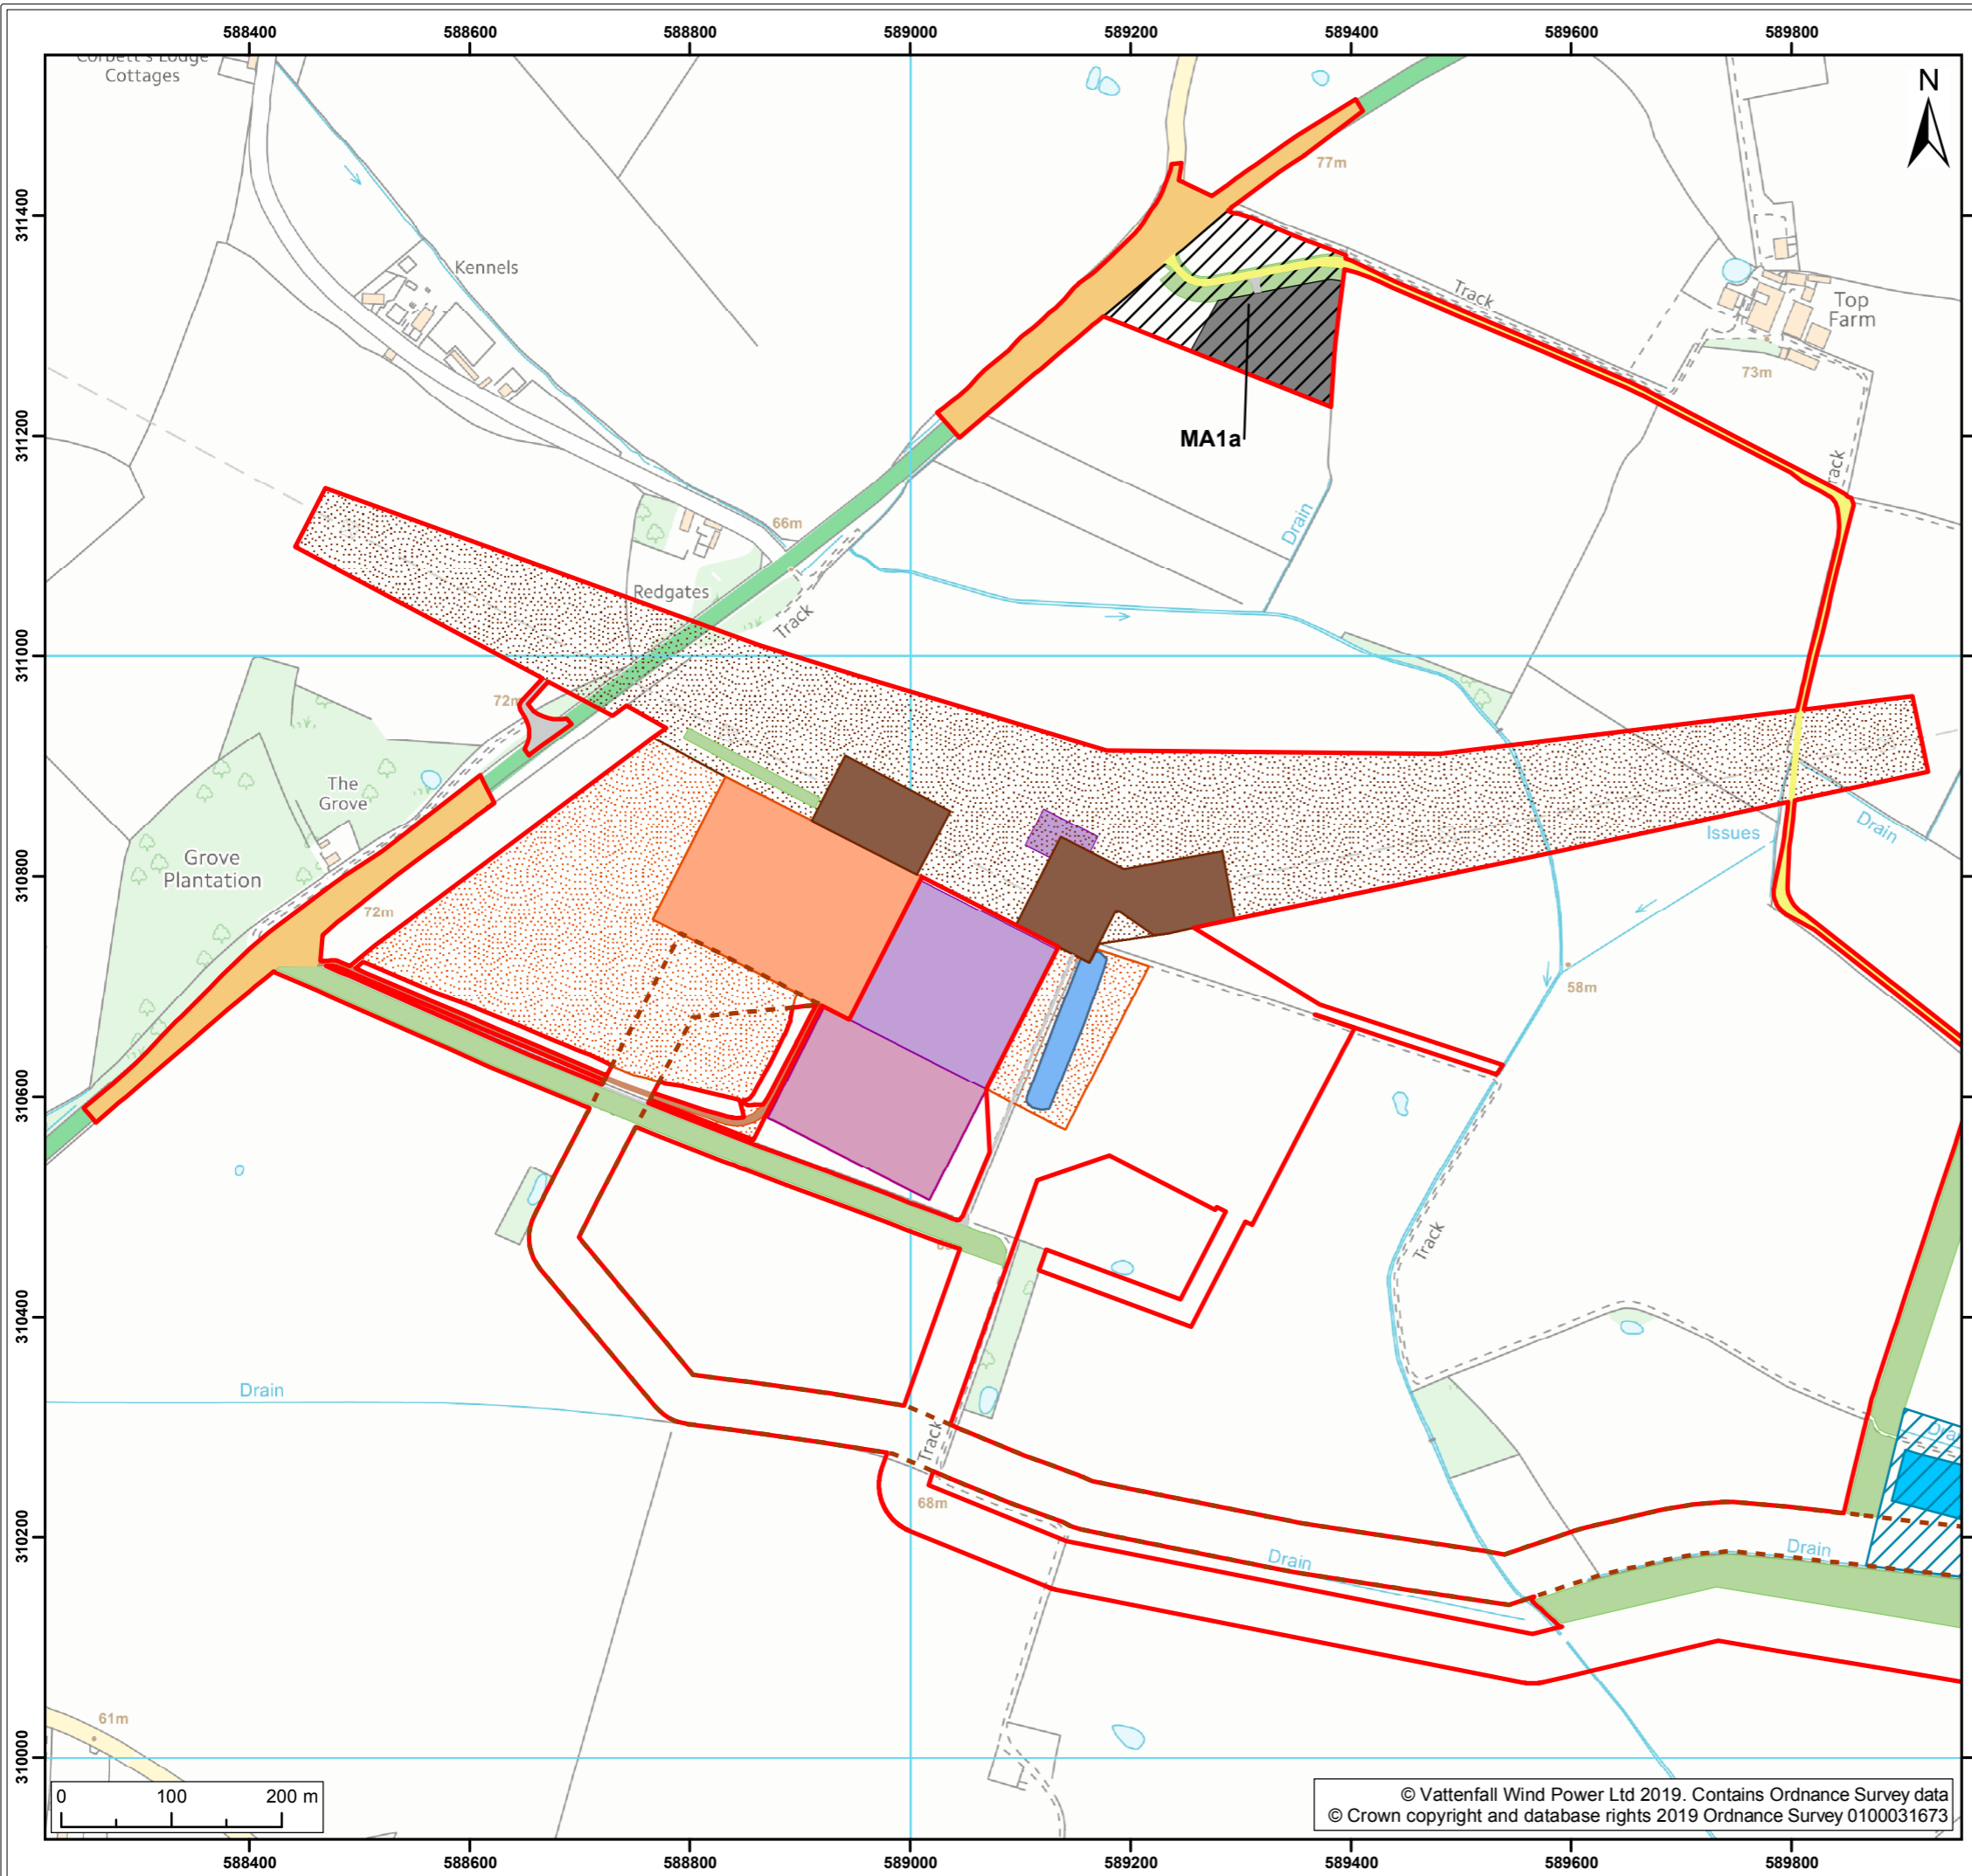 588400
588600
588800
589000
589200
589400
589600
589800
Corbett's Lodge
Cottages
N
77m
311400
Kennels
Track
Top
Farm
73m
MA1a
311200
Track
66m
Drain
Redgates
Track
311000
72m
The
Grove
Issues
Drain
Grove
Plantation
310800
72m
58m
310600
Track
310400
Drain
Track
68m
310200
Drain
Drain
61m
310000
0 100 200 m
© Vattenfall Wind Power Ltd 2019. Contains Ordnance Survey data
© Crown copyright and database rights 2019 Ordnance Survey 0100031673
588400
588600
588800
589000
589200
589400
589600
589800